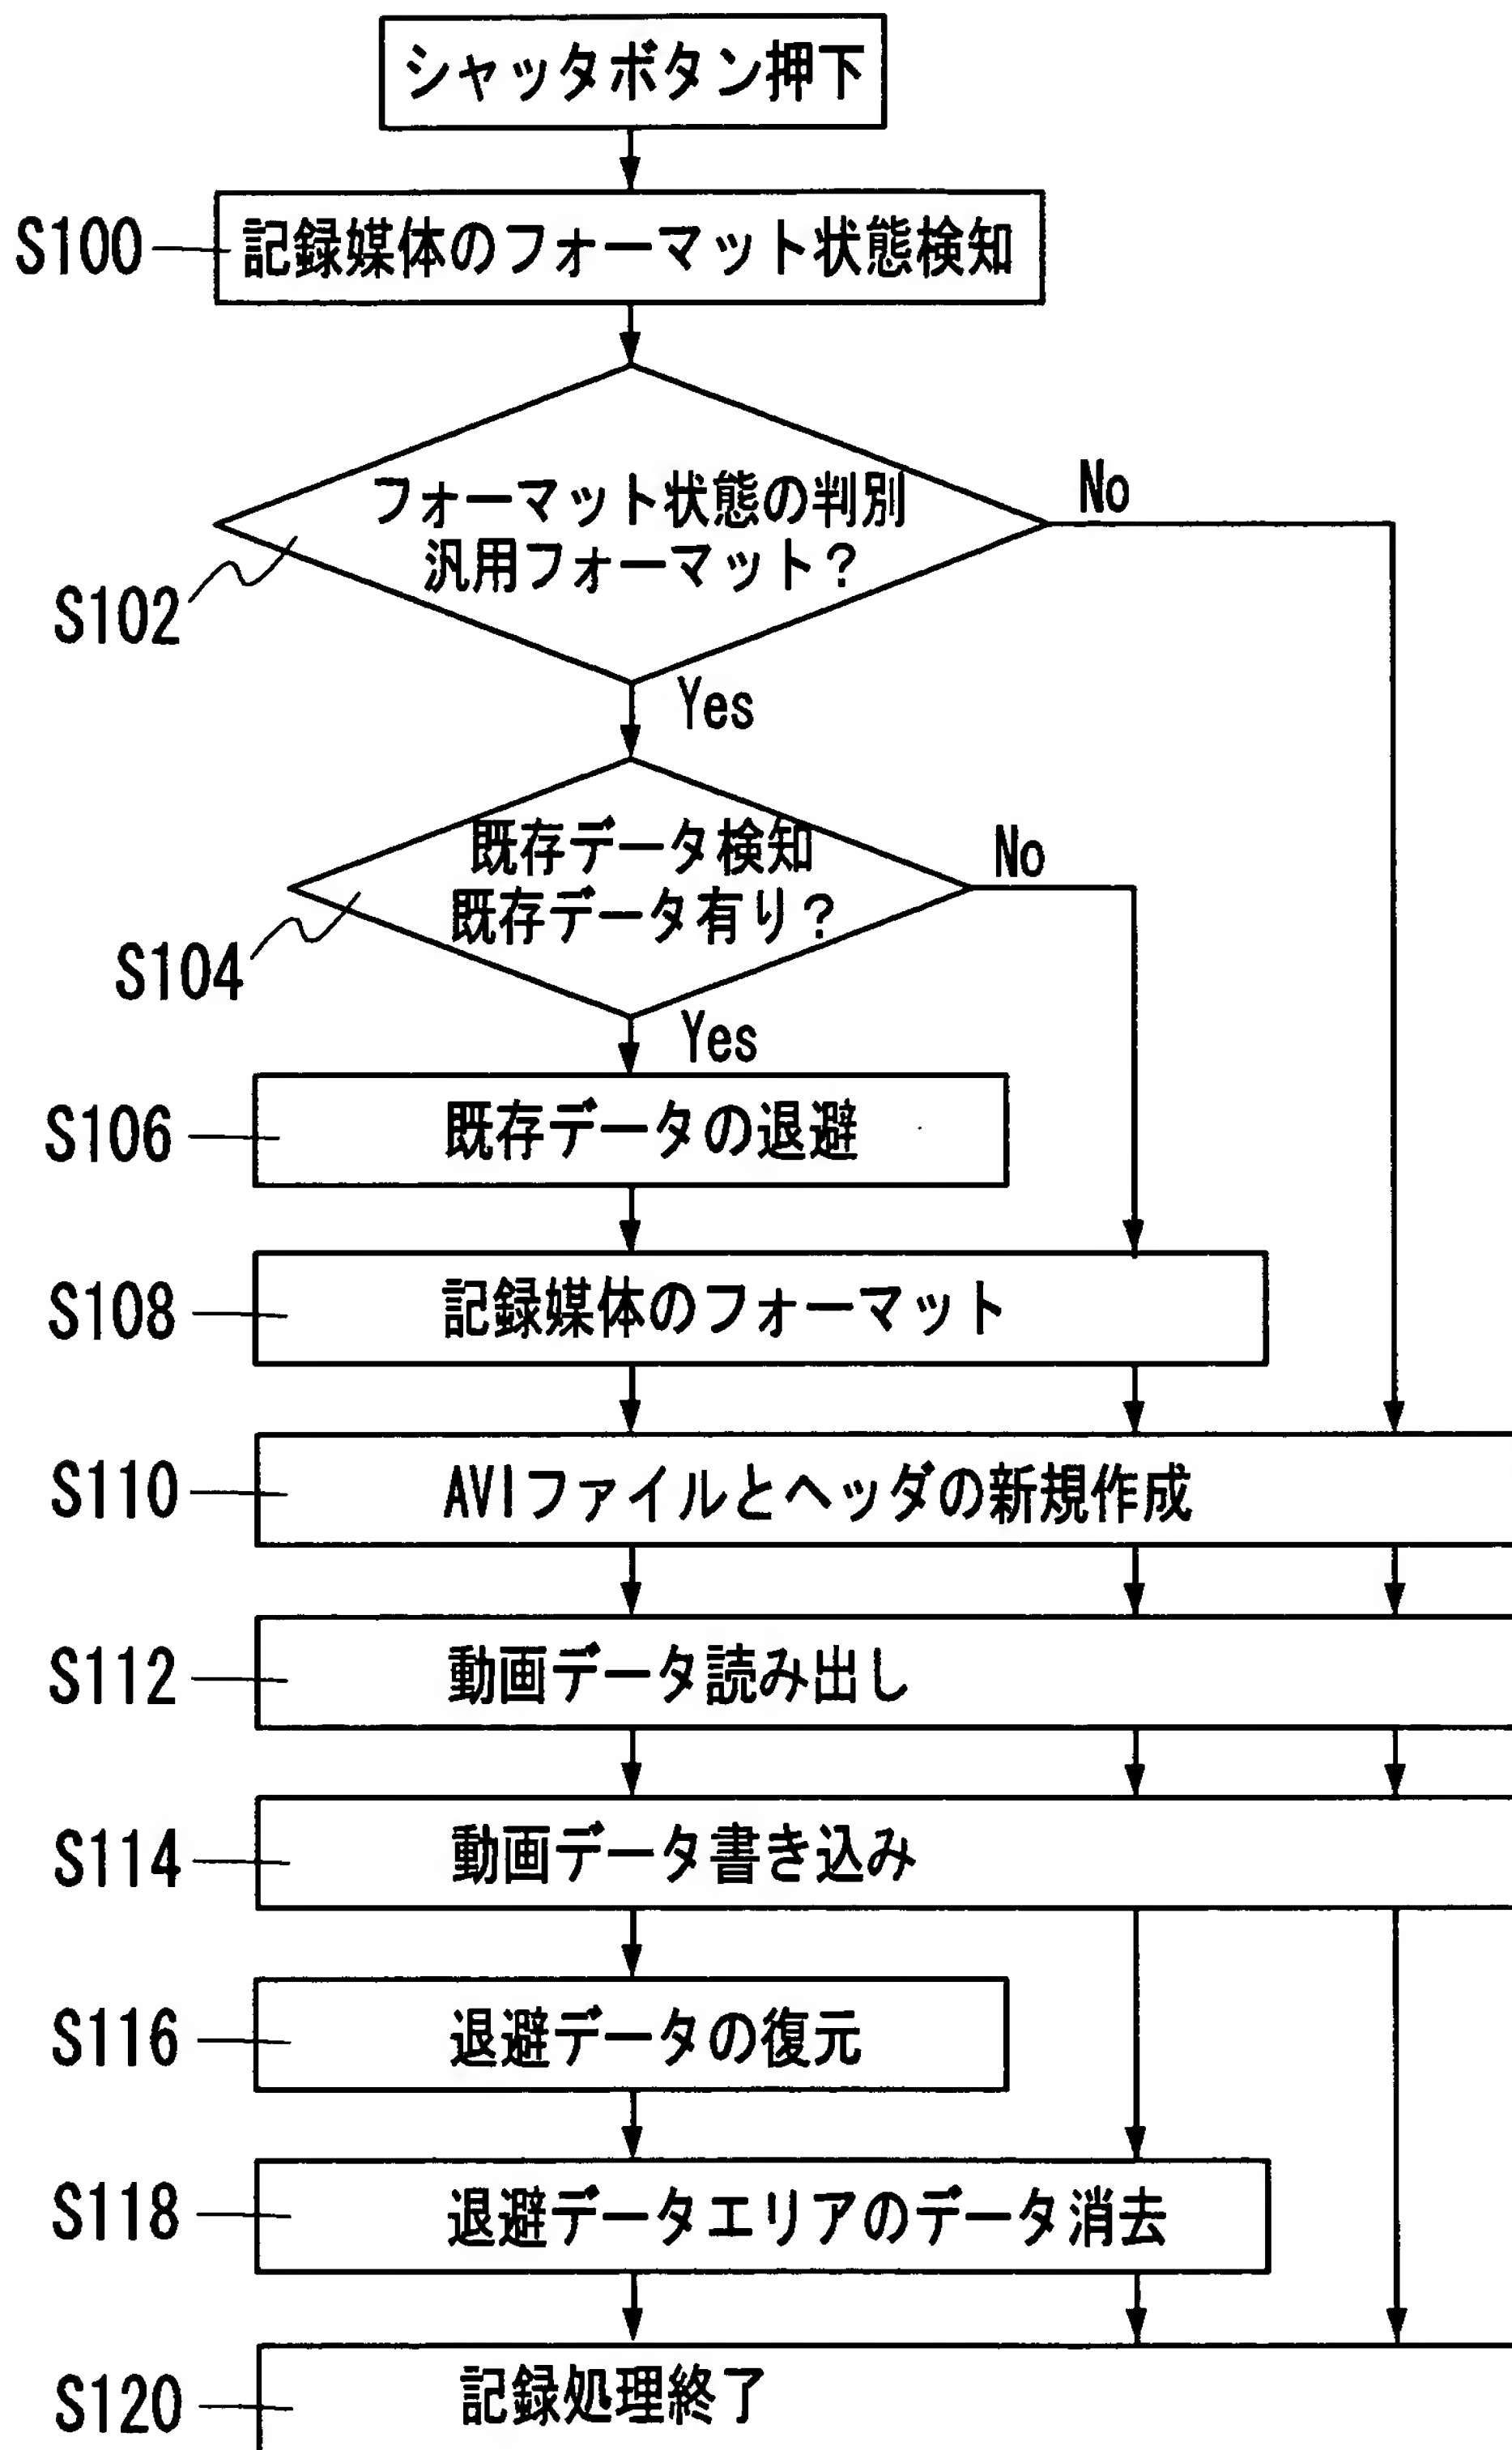 シャッタボタン押下
S100
記録媒体のフォーマット状態検知
フォーマット状態の判別
汎用フォーマット?
No
S102
Yes
既存データ検知
既存データ有り?
No
S104
Yes
S106
既存データの退避
S108
記録媒体のフォーマット
S110
AVIファイルとヘッダの新規作成
S112
動画データ読み出し
S114
動画データ書き込み
S116
退避データの復元
S118
退避データエリアのデータ消去
S120
記録処理終了